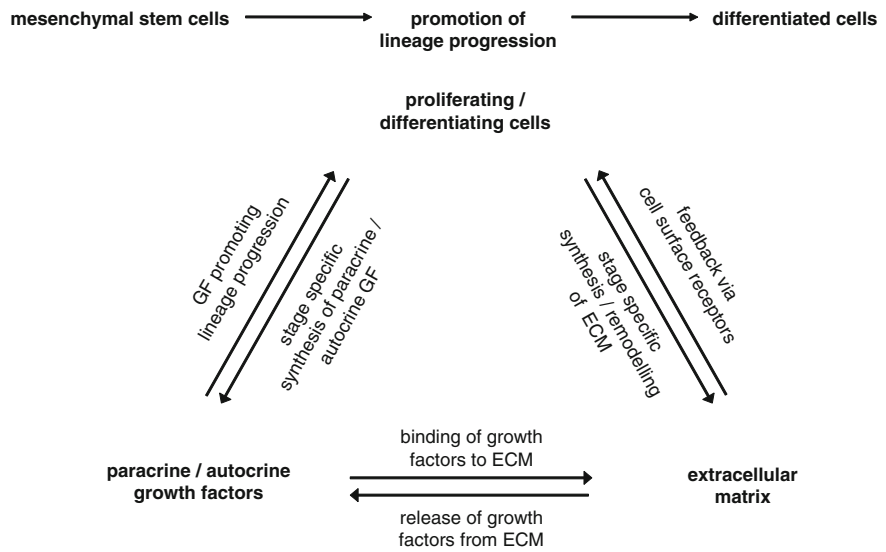 mesenchymal stem cells
promotion of
lineage progression
differentiated cells
proliferating /
differentiating cells
GF promoting
lineage progression
stage specific
synthesis of paracrine /
autocrine GF
stage specific
synthesis / remodelling
of ECM
feedback via
cell surface receptors
binding of growth
factors to ECM
paracrine / autocrine
growth factors
extracellular
matrix
release of growth
factors from ECM